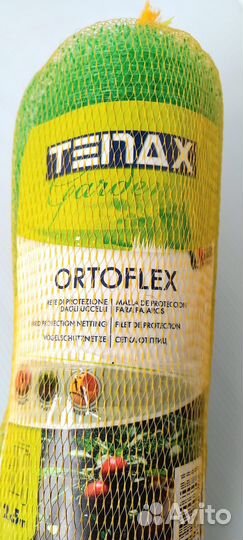 TENAX
Garden
ORTOFLEX
RETE DI PROTEZIONE MALLA DE PROTECCIÓN
DAGLI UCCELLI PARA PAJAROS
BIRD PROTECTION NETTING FILET DE PROTECTION
VOGELSCHUTZNETZE СЕТКА ОТ ПТИЦ
Avito